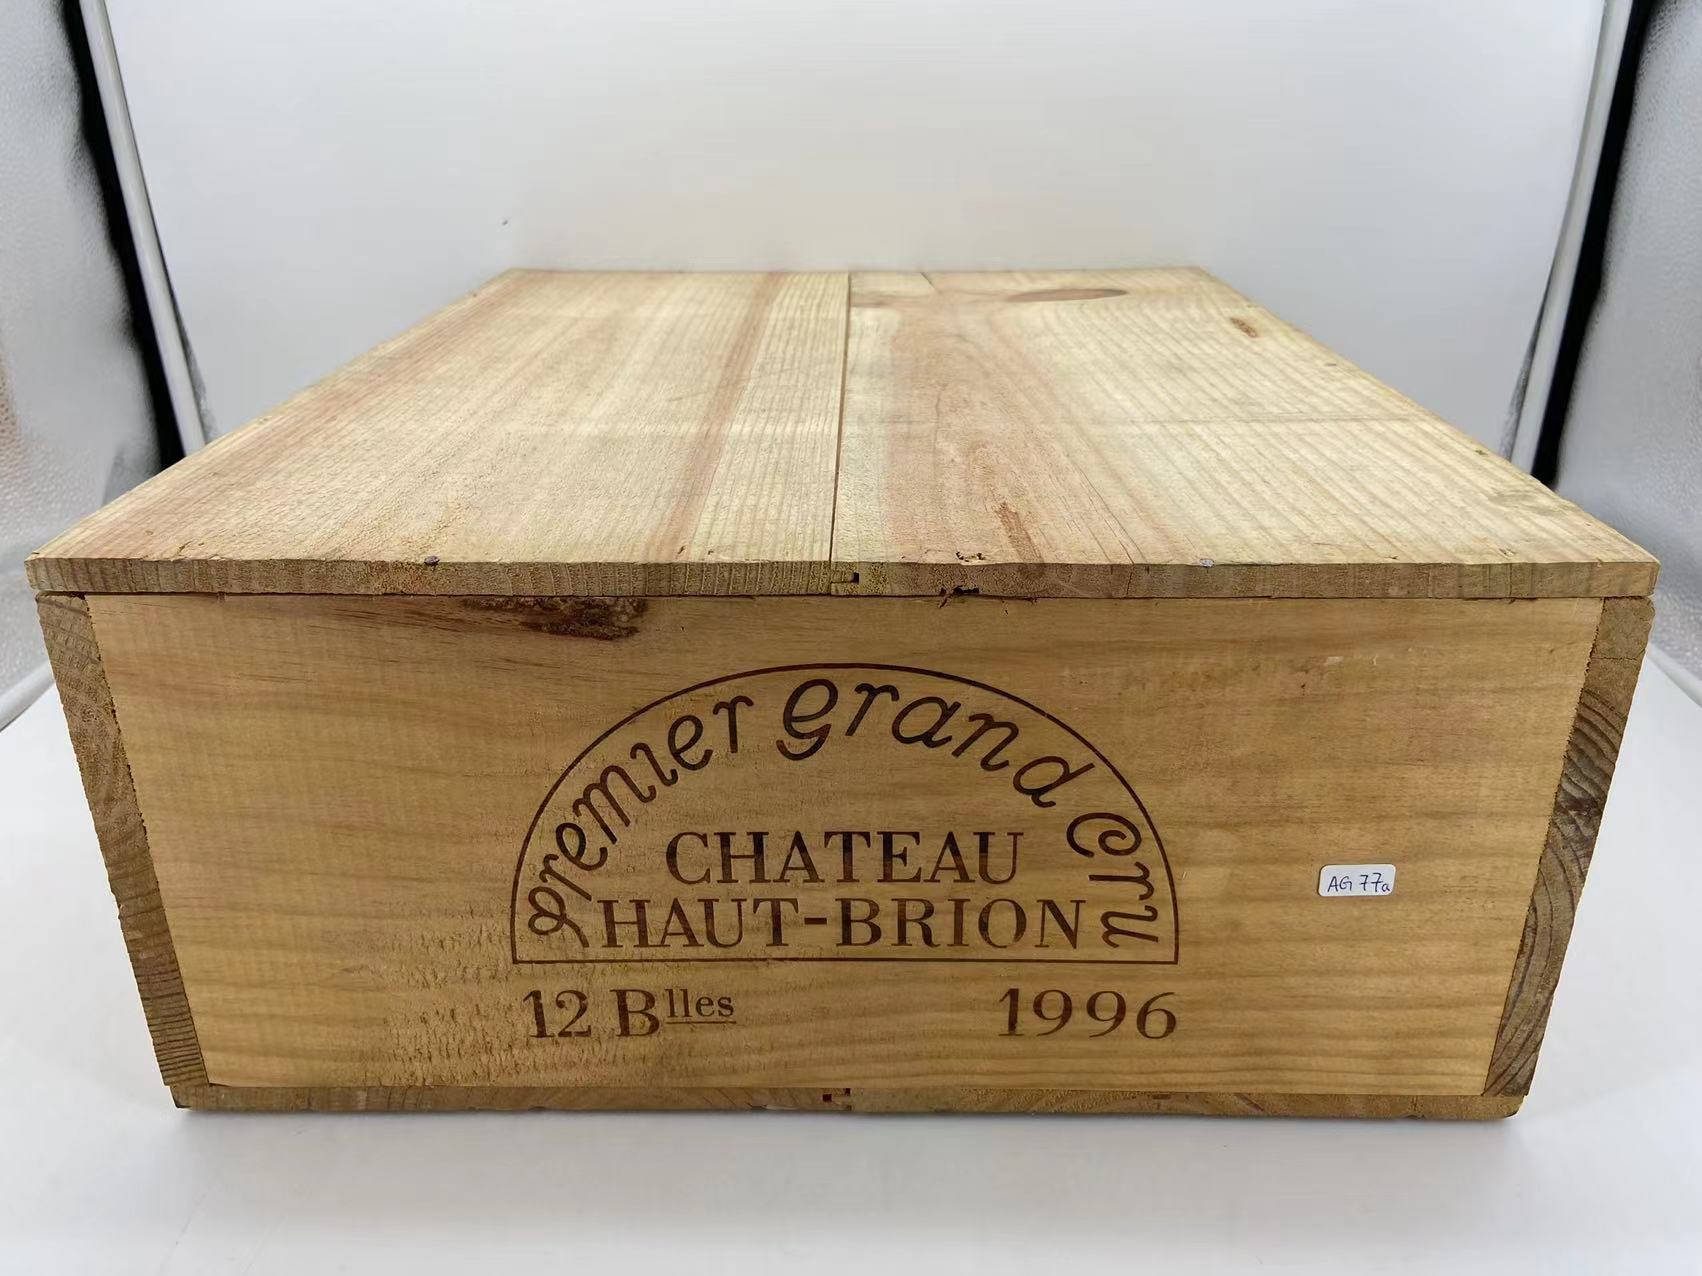 Premier Grand Cru
CHATEAU
HAUT-BRION
12 Blles
1996
AG 77a